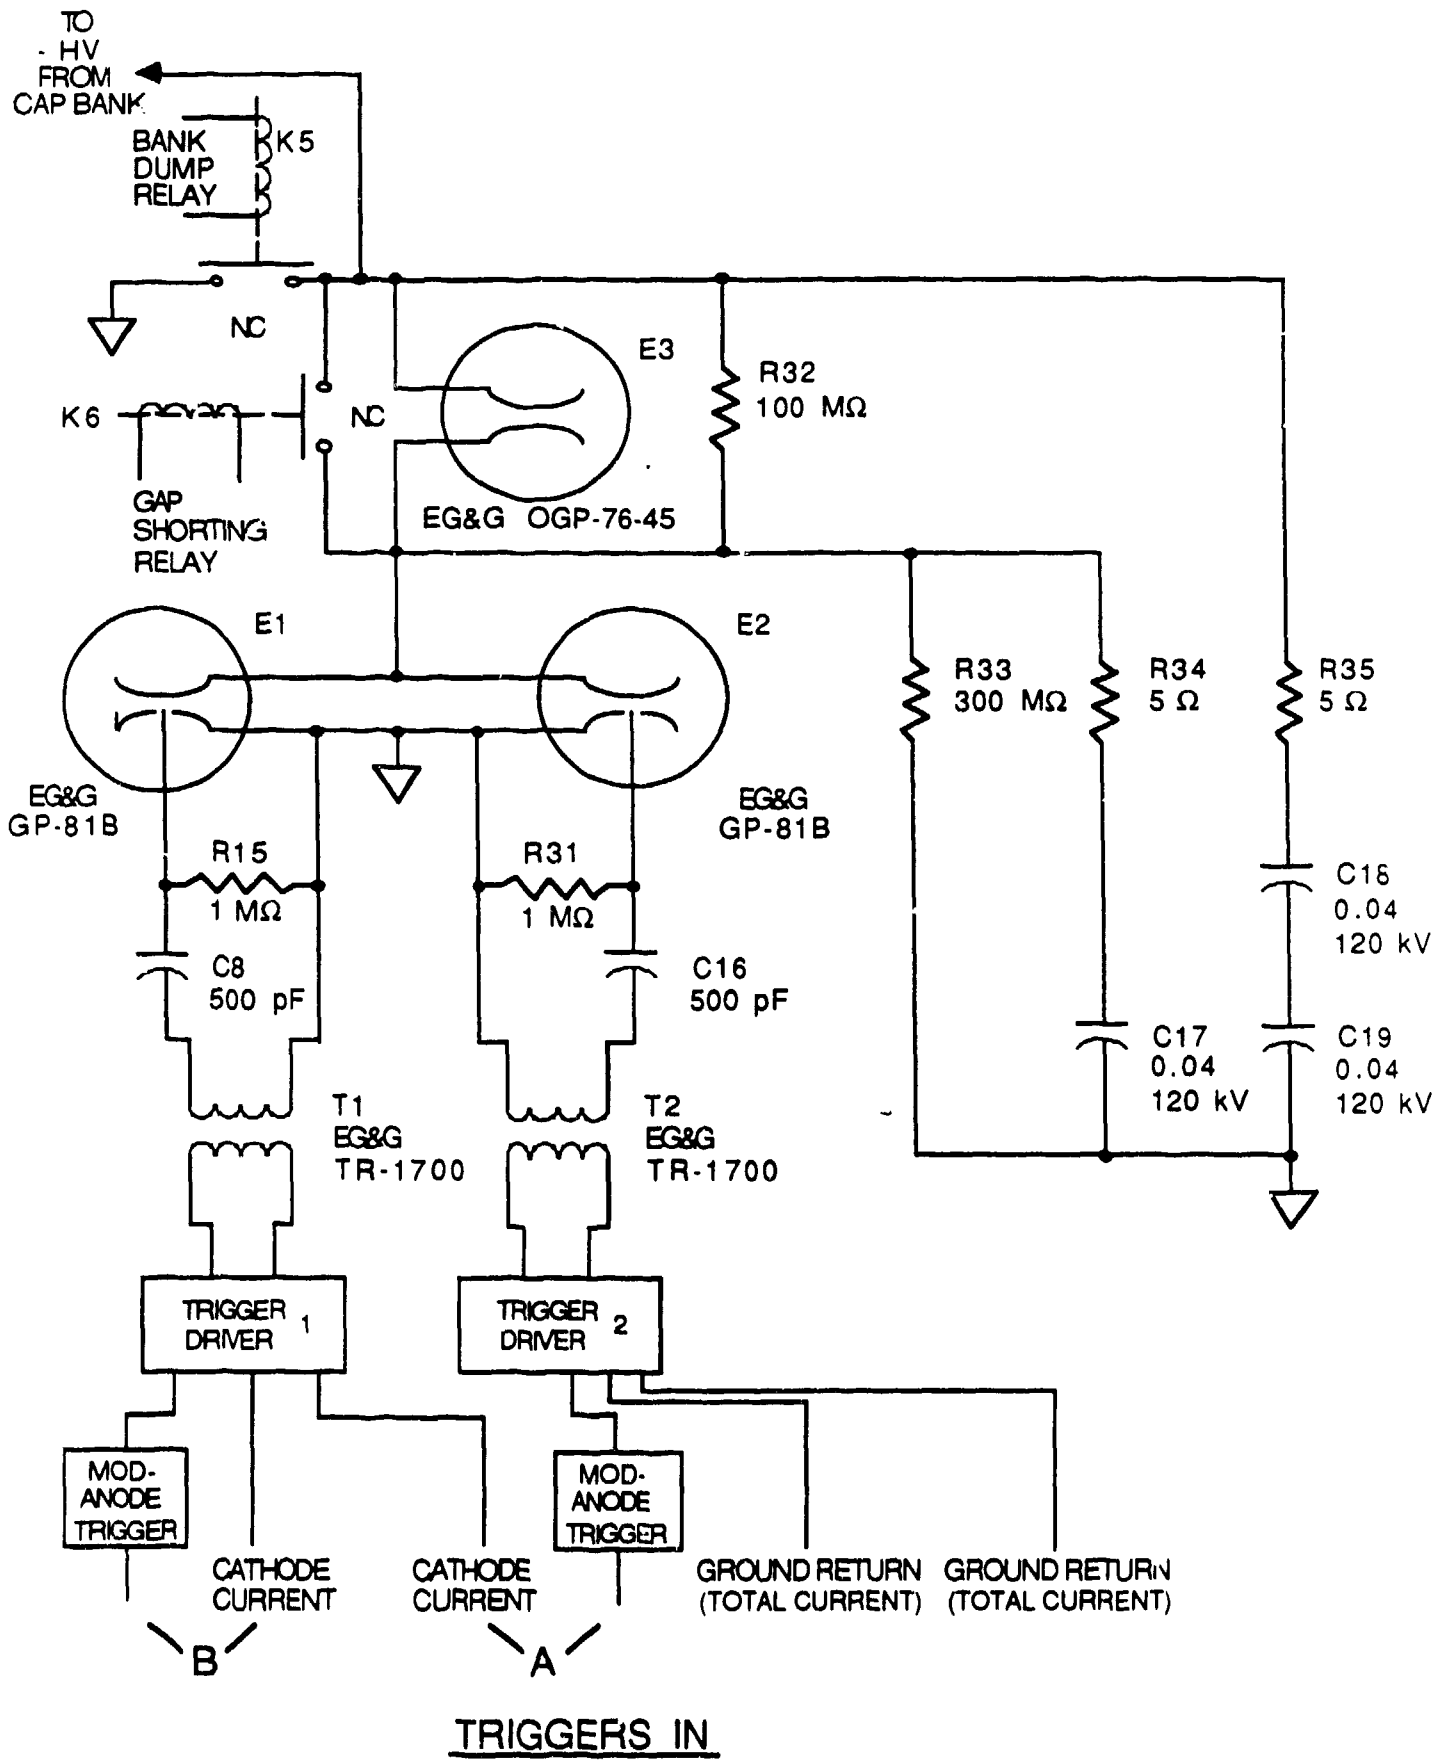 TO
HV
FROM
CAP BANK
BANK
DUMP
RELAY
K5
NC
E3
R32
100 MΩ
K6
NC
GAP
SHORTING
RELAY
EG&G OGP-76-45
E1
E2
R33
300 MΩ
R34
5 Ω
R35
5 Ω
EG&G
GP-81B
EG&G
GP-81B
R15
1 MΩ
R31
1 MΩ
C18
0.04
120 kV
C8
500 pF
C16
500 pF
C17
0.04
120 kV
C19
0.04
120 kV
T1
EG&G
TR-1700
T2
EG&G
TR-1700
TRIGGER
DRIVER 1
TRIGGER
DRIVER 2
MOD-
ANODE
TRIGGER
MOD-
ANODE
TRIGGER
CATHODE
CURRENT
CATHODE
CURRENT
GROUND RETURN
(TOTAL CURRENT)
GROUND RETURN
(TOTAL CURRENT)
B
A
TRIGGERS IN